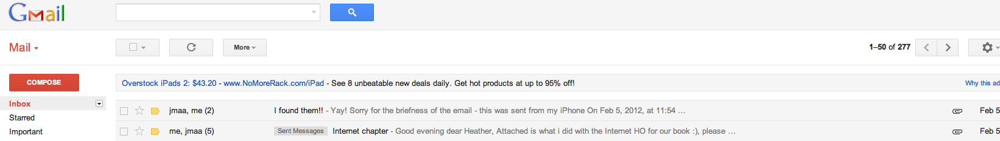 Gmail
Mail
More
1–50 of 277
COMPOSE
Overstock iPads 2: $43.20 - www.NoMoreRack.com/iPad - See 8 unbeatable new deals daily. Get hot products at up to 95% off!
Why this ad
Inbox
Starred
Important
jmaa, me (2) I found them!! - Yay! Sorry for the briefness of the email - this was sent from my iPhone On Feb 5, 2012, at 11:54 ... Feb 5
me, jmaa (5) Sent Messages Internet chapter - Good evening dear Heather, Attached is what i did with the Internet HO for our book :), please ... Feb 5